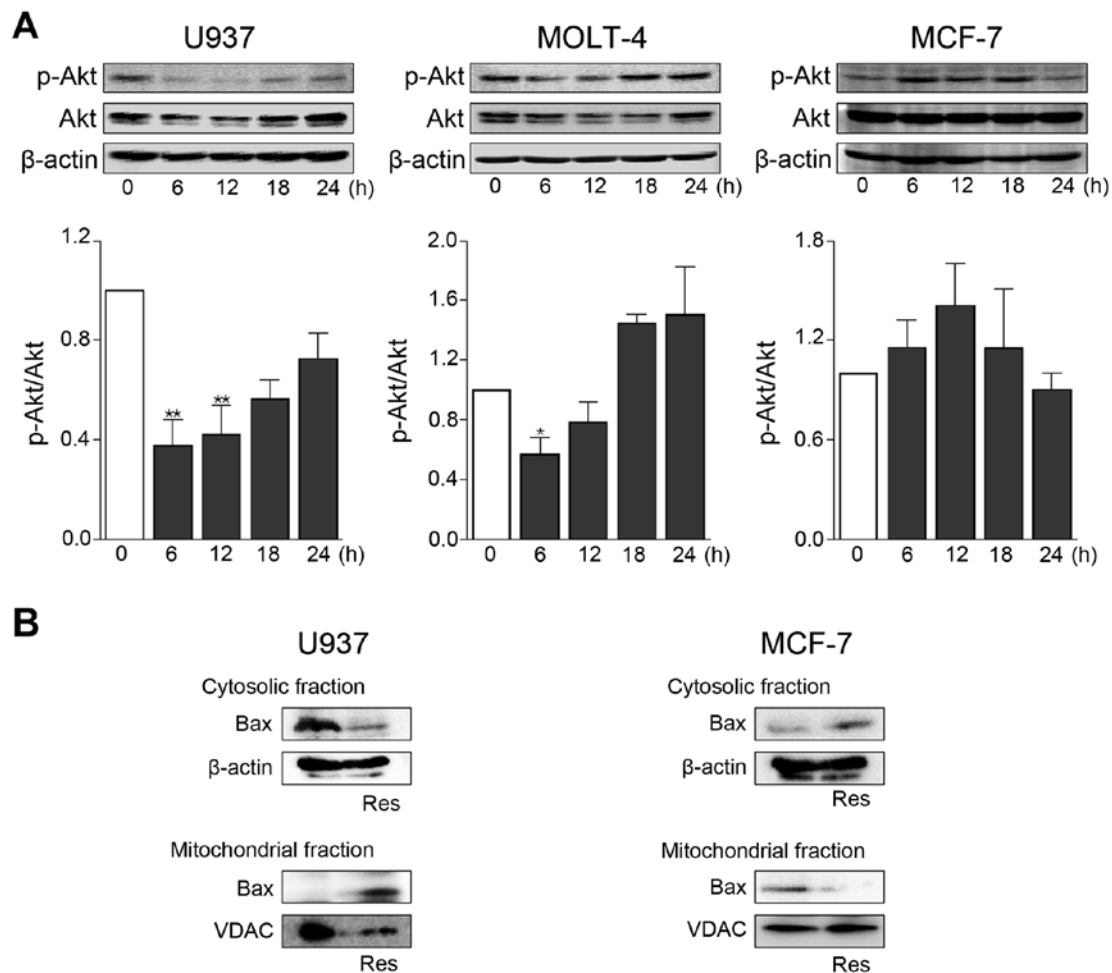 A
U937 MOLT-4 MCF-7
p-Akt p-Akt p-Akt
Akt Akt Akt
β-actin β-actin β-actin
0 6 12 18 24 (h) 0 6 12 18 24 (h) 0 6 12 18 24 (h)
1.2 2.0 1.8
1.6
0.8 1.2 1.2
** ** *
0.4 0.8 0.6
0.4
0.0 0.0 0.0
p-Akt/Akt p-Akt/Akt p-Akt/Akt
0 6 12 18 24 (h) 0 6 12 18 24 (h) 0 6 12 18 24 (h)
B
U937 MCF-7
Cytosolic fraction Cytosolic fraction
Bax Bax
β-actin β-actin
Res Res
Mitochondrial fraction Mitochondrial fraction
Bax Bax
VDAC VDAC
Res Res